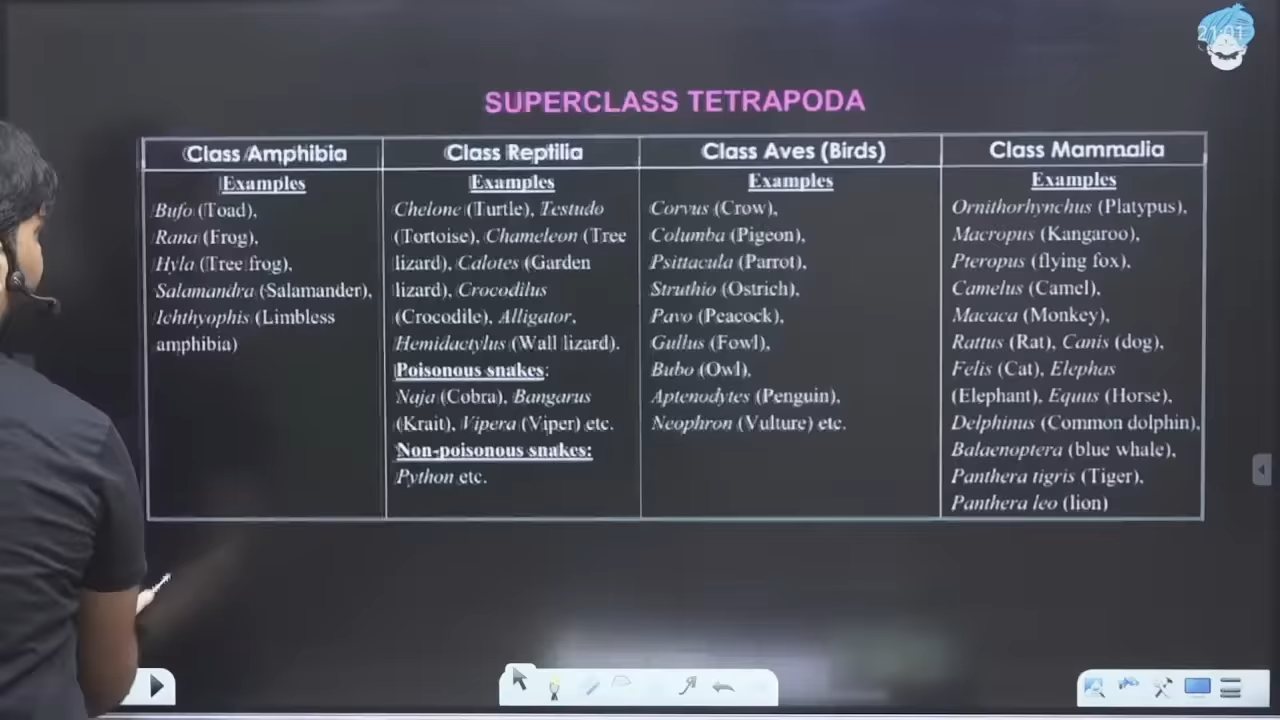 21:01
SUPERCLASS TETRAPODA
Class Amphibia
Examples
Bufo (Toad),
Rana (Frog),
Hyla (Tree frog),
Salamandra (Salamander),
Ichthyophis (Limbless
amphibia)
Class Reptilia
Examples
Chelone (Turtle), Testudo
(Tortoise), Chameleon (Tree
lizard), Calotes (Garden
lizard), Crocodilus
(Crocodile), Alligator,
Hemidactylus (Wall lizard).
Poisonous snakes:
Naja (Cobra), Bangarus
(Krait), Vipera (Viper) etc.
Non-poisonous snakes:
Python etc.
Class Aves (Birds)
Examples
Corvus (Crow),
Columba (Pigeon),
Psittacula (Parrot),
Struthio (Ostrich),
Pavo (Peacock),
Gullus (Fowl),
Bubo (Owl),
Aptenodytes (Penguin),
Neophron (Vulture) etc.
Class Mammalia
Examples
Ornithorhynchus (Platypus),
Macropus (Kangaroo),
Pteropus (flying fox),
Camelus (Camel),
Macaca (Monkey),
Rattus (Rat), Canis (dog),
Felis (Cat), Elephas
(Elephant), Equus (Horse),
Delphinus (Common dolphin),
Balaenoptera (blue whale),
Panthera tigris (Tiger),
Panthera leo (lion)